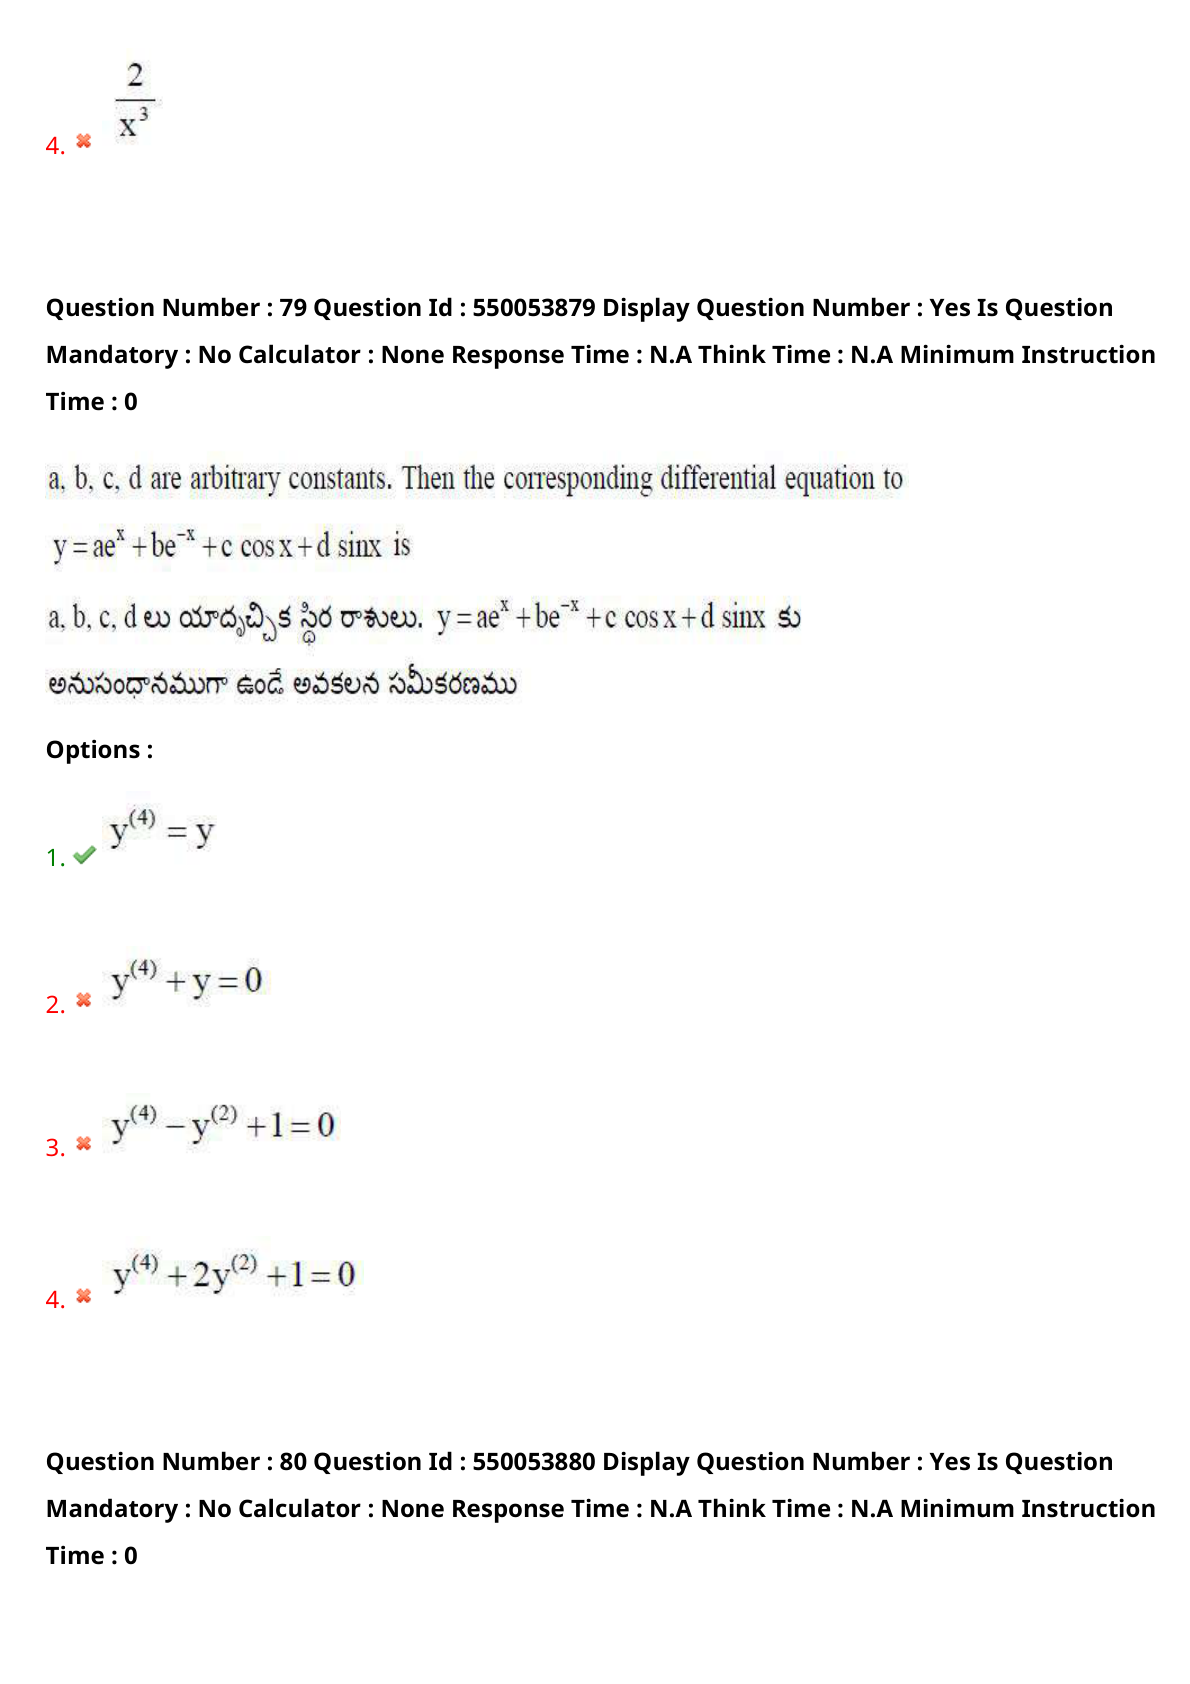 4. 2/x³
Question Number : 79 Question Id : 550053879 Display Question Number : Yes Is Question
Mandatory : No Calculator : None Response Time : N.A Think Time : N.A Minimum Instruction
Time : 0
a, b, c, d are arbitrary constants. Then the corresponding differential equation to
y = ae^x + be^−x + c cos x + d sinx is
a, b, c, d లు యాదృచ్ఛిక స్థిర రాశులు. y = ae^x + be^−x + c cos x + d sinx కు
అనుసంధానముగా ఉండే అవకలన సమీకరణము
Options :
1. y^(4) = y
2. y^(4) + y = 0
3. y^(4) − y^(2) + 1 = 0
4. y^(4) + 2y^(2) + 1 = 0
Question Number : 80 Question Id : 550053880 Display Question Number : Yes Is Question
Mandatory : No Calculator : None Response Time : N.A Think Time : N.A Minimum Instruction
Time : 0